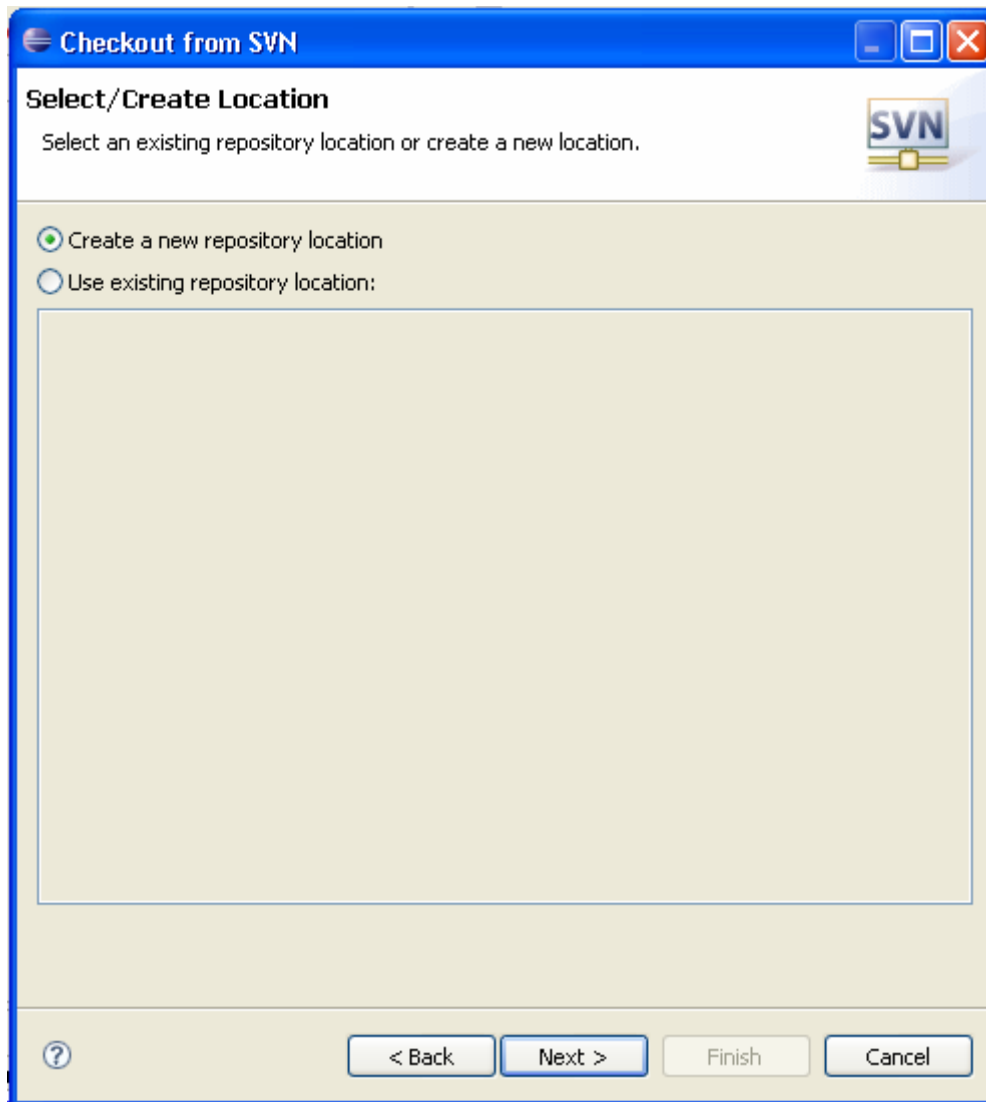 Checkout from SVN
Select/Create Location
Select an existing repository location or create a new location.
SVN
Create a new repository location
Use existing repository location:
?
< Back
Next >
Finish
Cancel